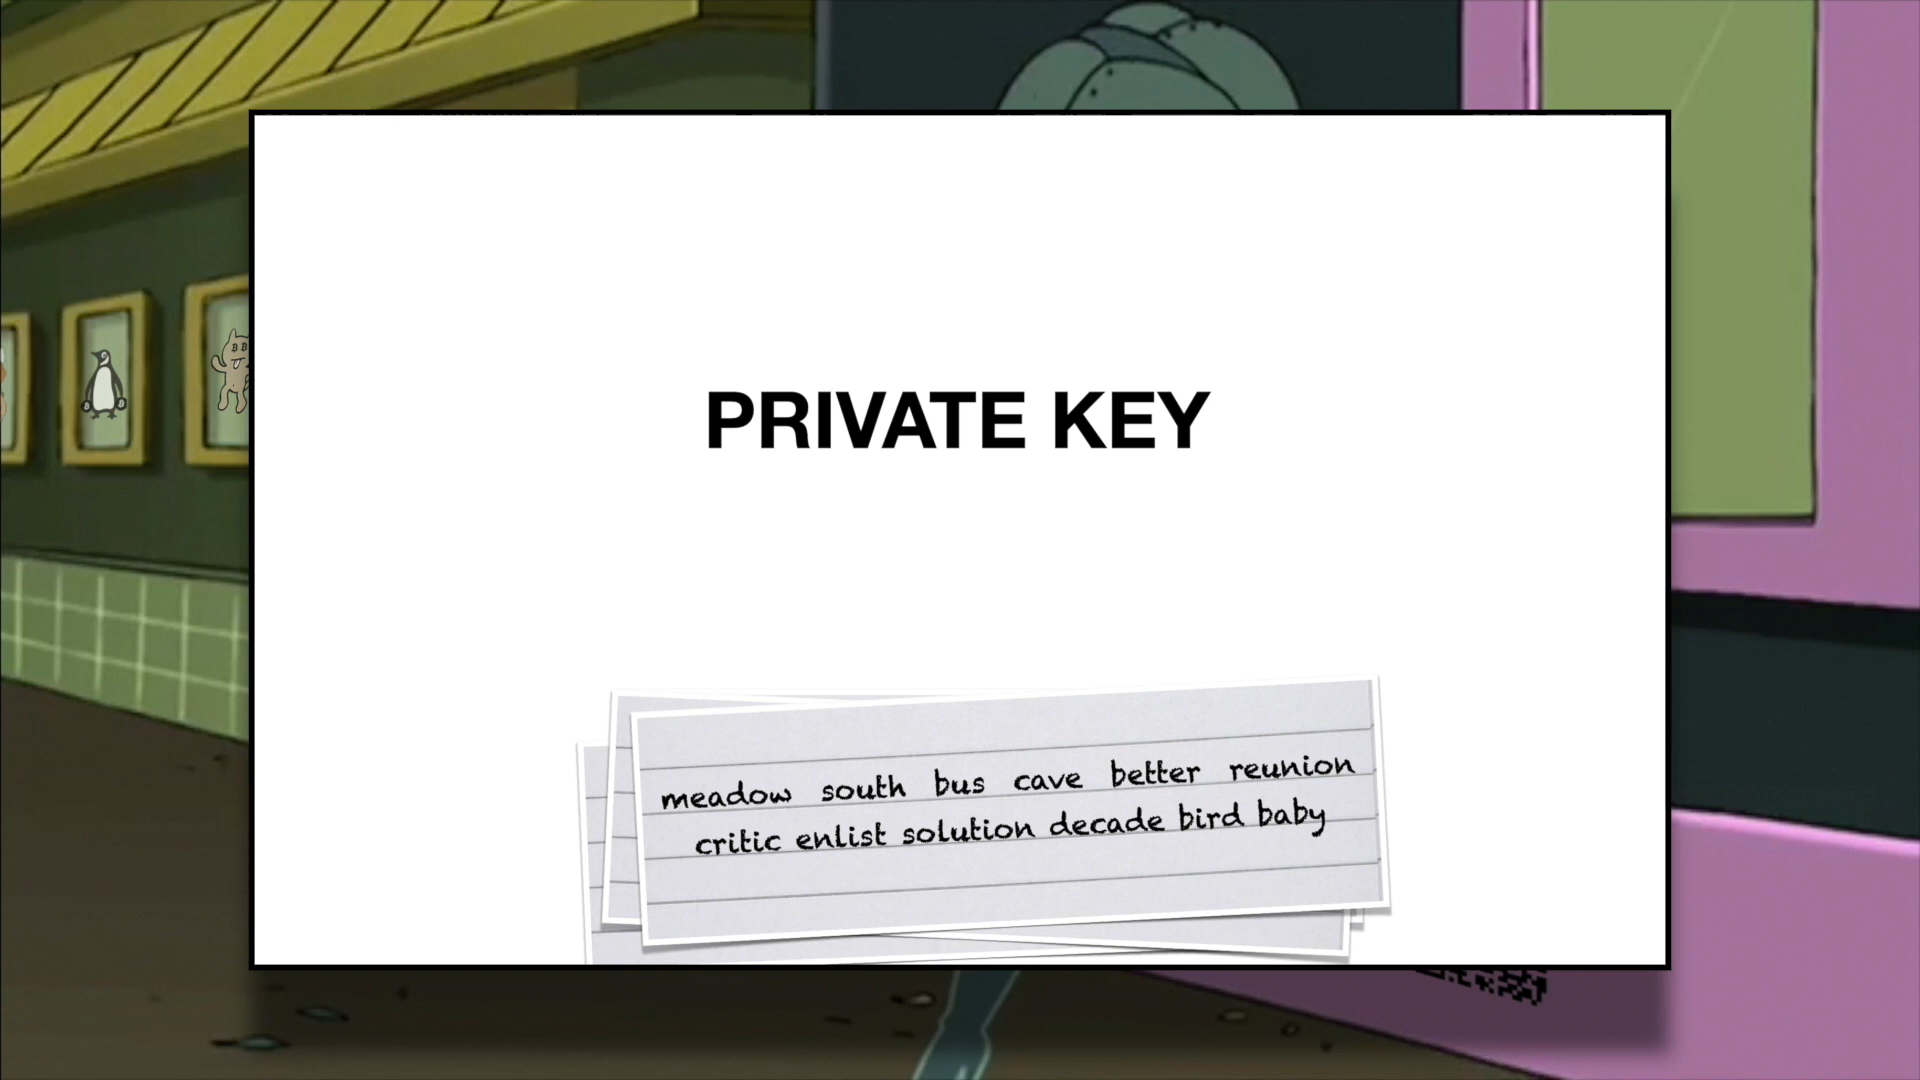 PRIVATE KEY
meadow south bus cave better reunion
critic enlist solution decade bird baby